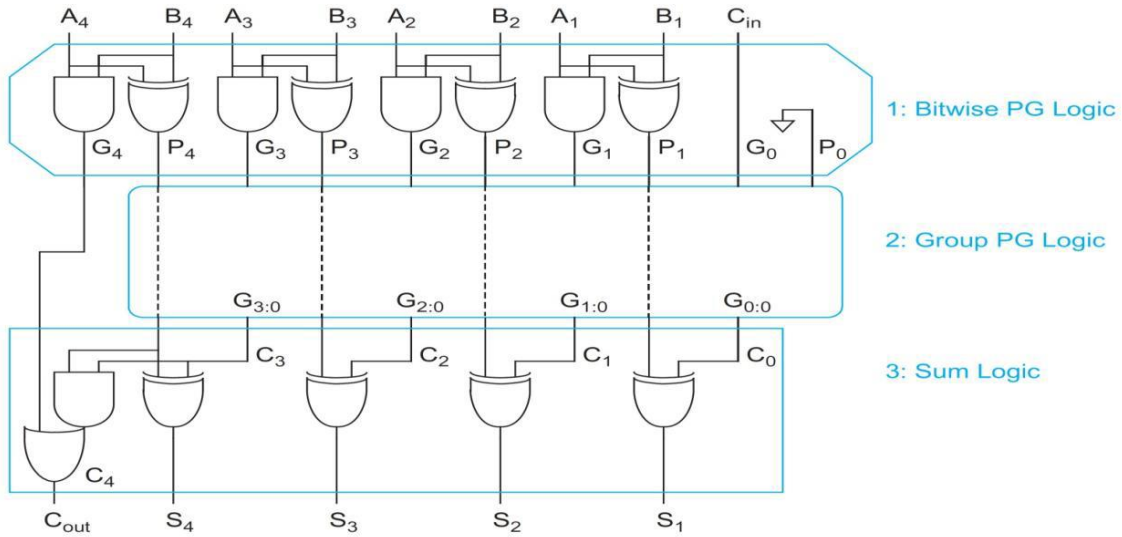 A4 B4 A3 B3 A2 B2 A1 B1 Cin
1: Bitwise PG Logic
G4 P4 G3 P3 G2 P2 G1 P1 G0 P0
2: Group PG Logic
G3:0 G2:0 G1:0 G0:0
C3 C2 C1 C0
3: Sum Logic
C4
Cout S4 S3 S2 S1